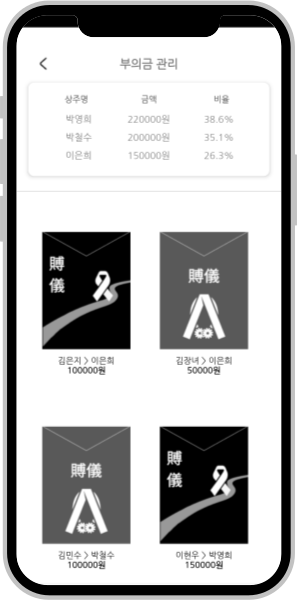 부의금 관리
상주명 금액 비율
박영희 220000원 38.6%
박철수 200000원 35.1%
이은희 150000원 26.3%
賻
儀
賻儀
김은지 > 이은희
100000원
김장녀 > 이은희
50000원
賻儀
賻
儀
김민수 > 박철수
100000원
이현우 > 박영희
150000원